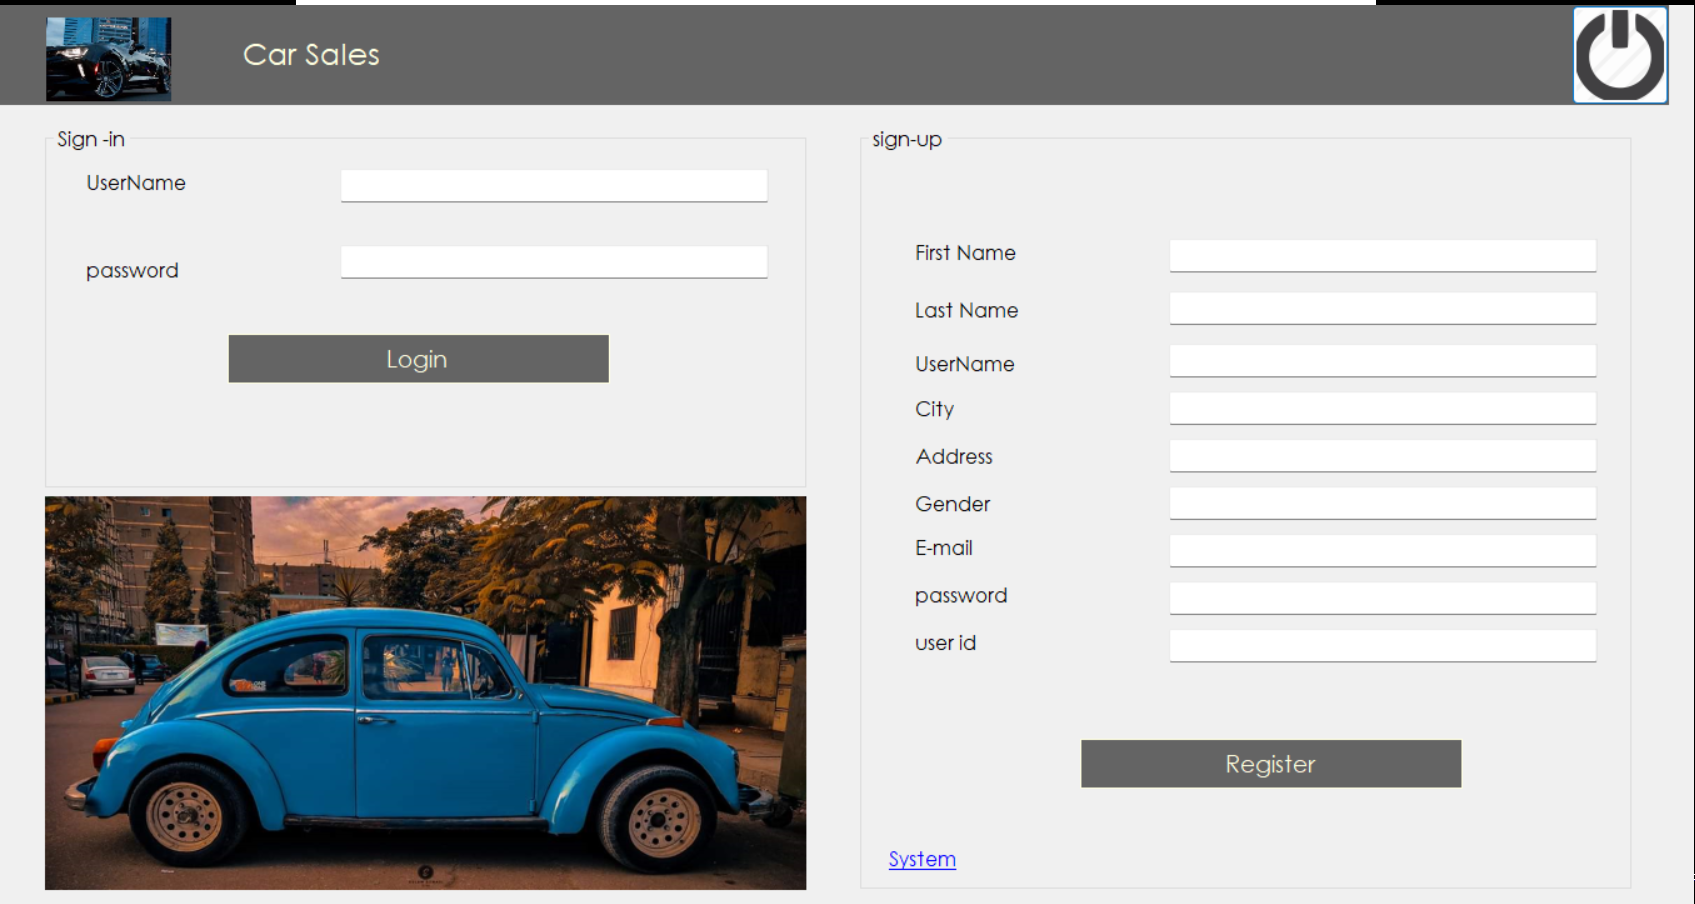 Car Sales
Sign -in
UserName
password
Login
sign-up
First Name
Last Name
UserName
City
Address
Gender
E-mail
password
user id
Register
System